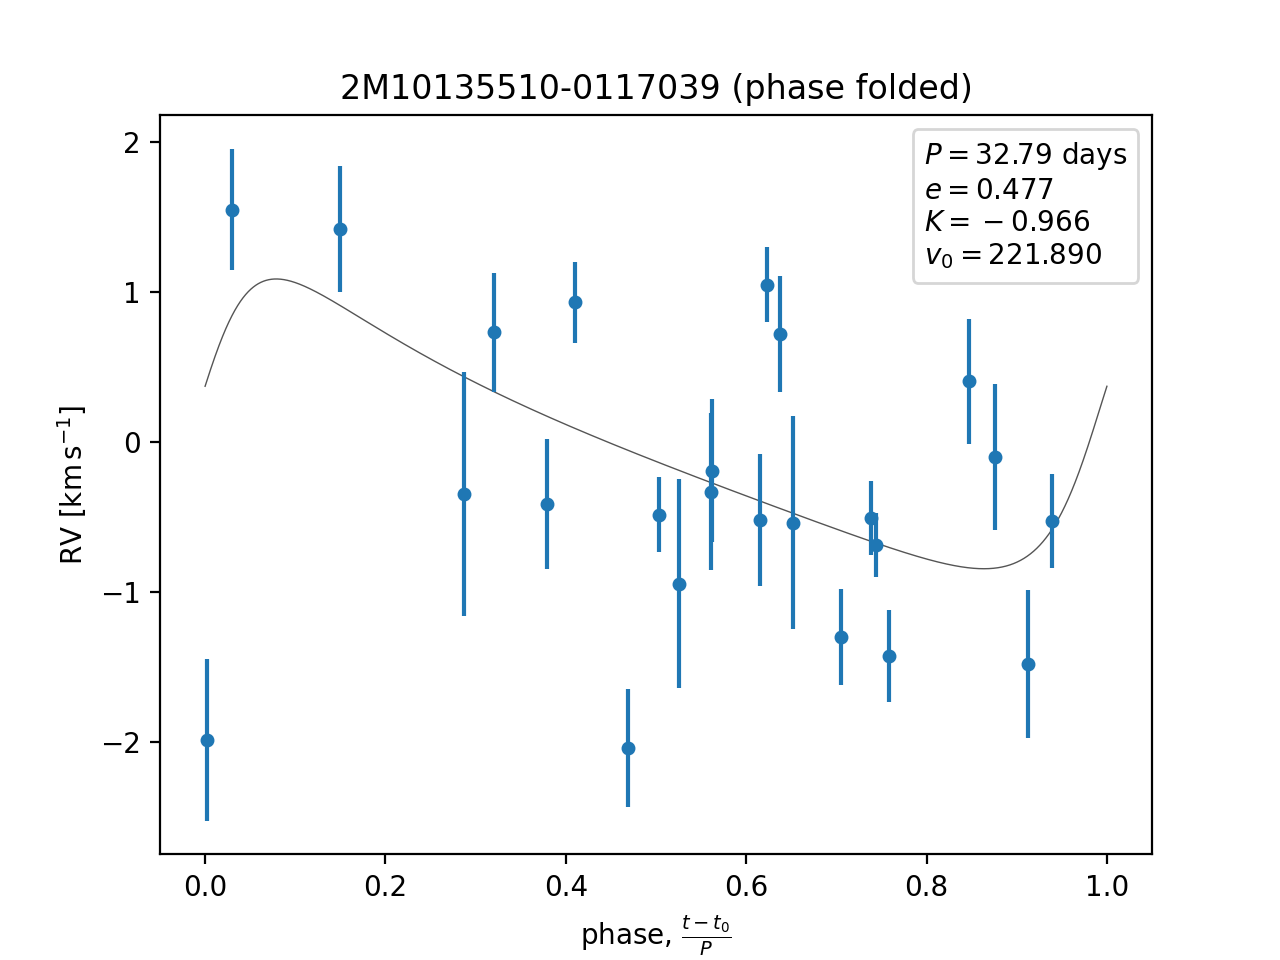 2M10135510-0117039 (phase folded)
P = 32.79 days
e = 0.477
K = −0.966
v₀ = 221.890
2
1
0
−1
−2
RV [km s⁻¹]
0.0 0.2 0.4 0.6 0.8 1.0
phase, (t − t₀)/P